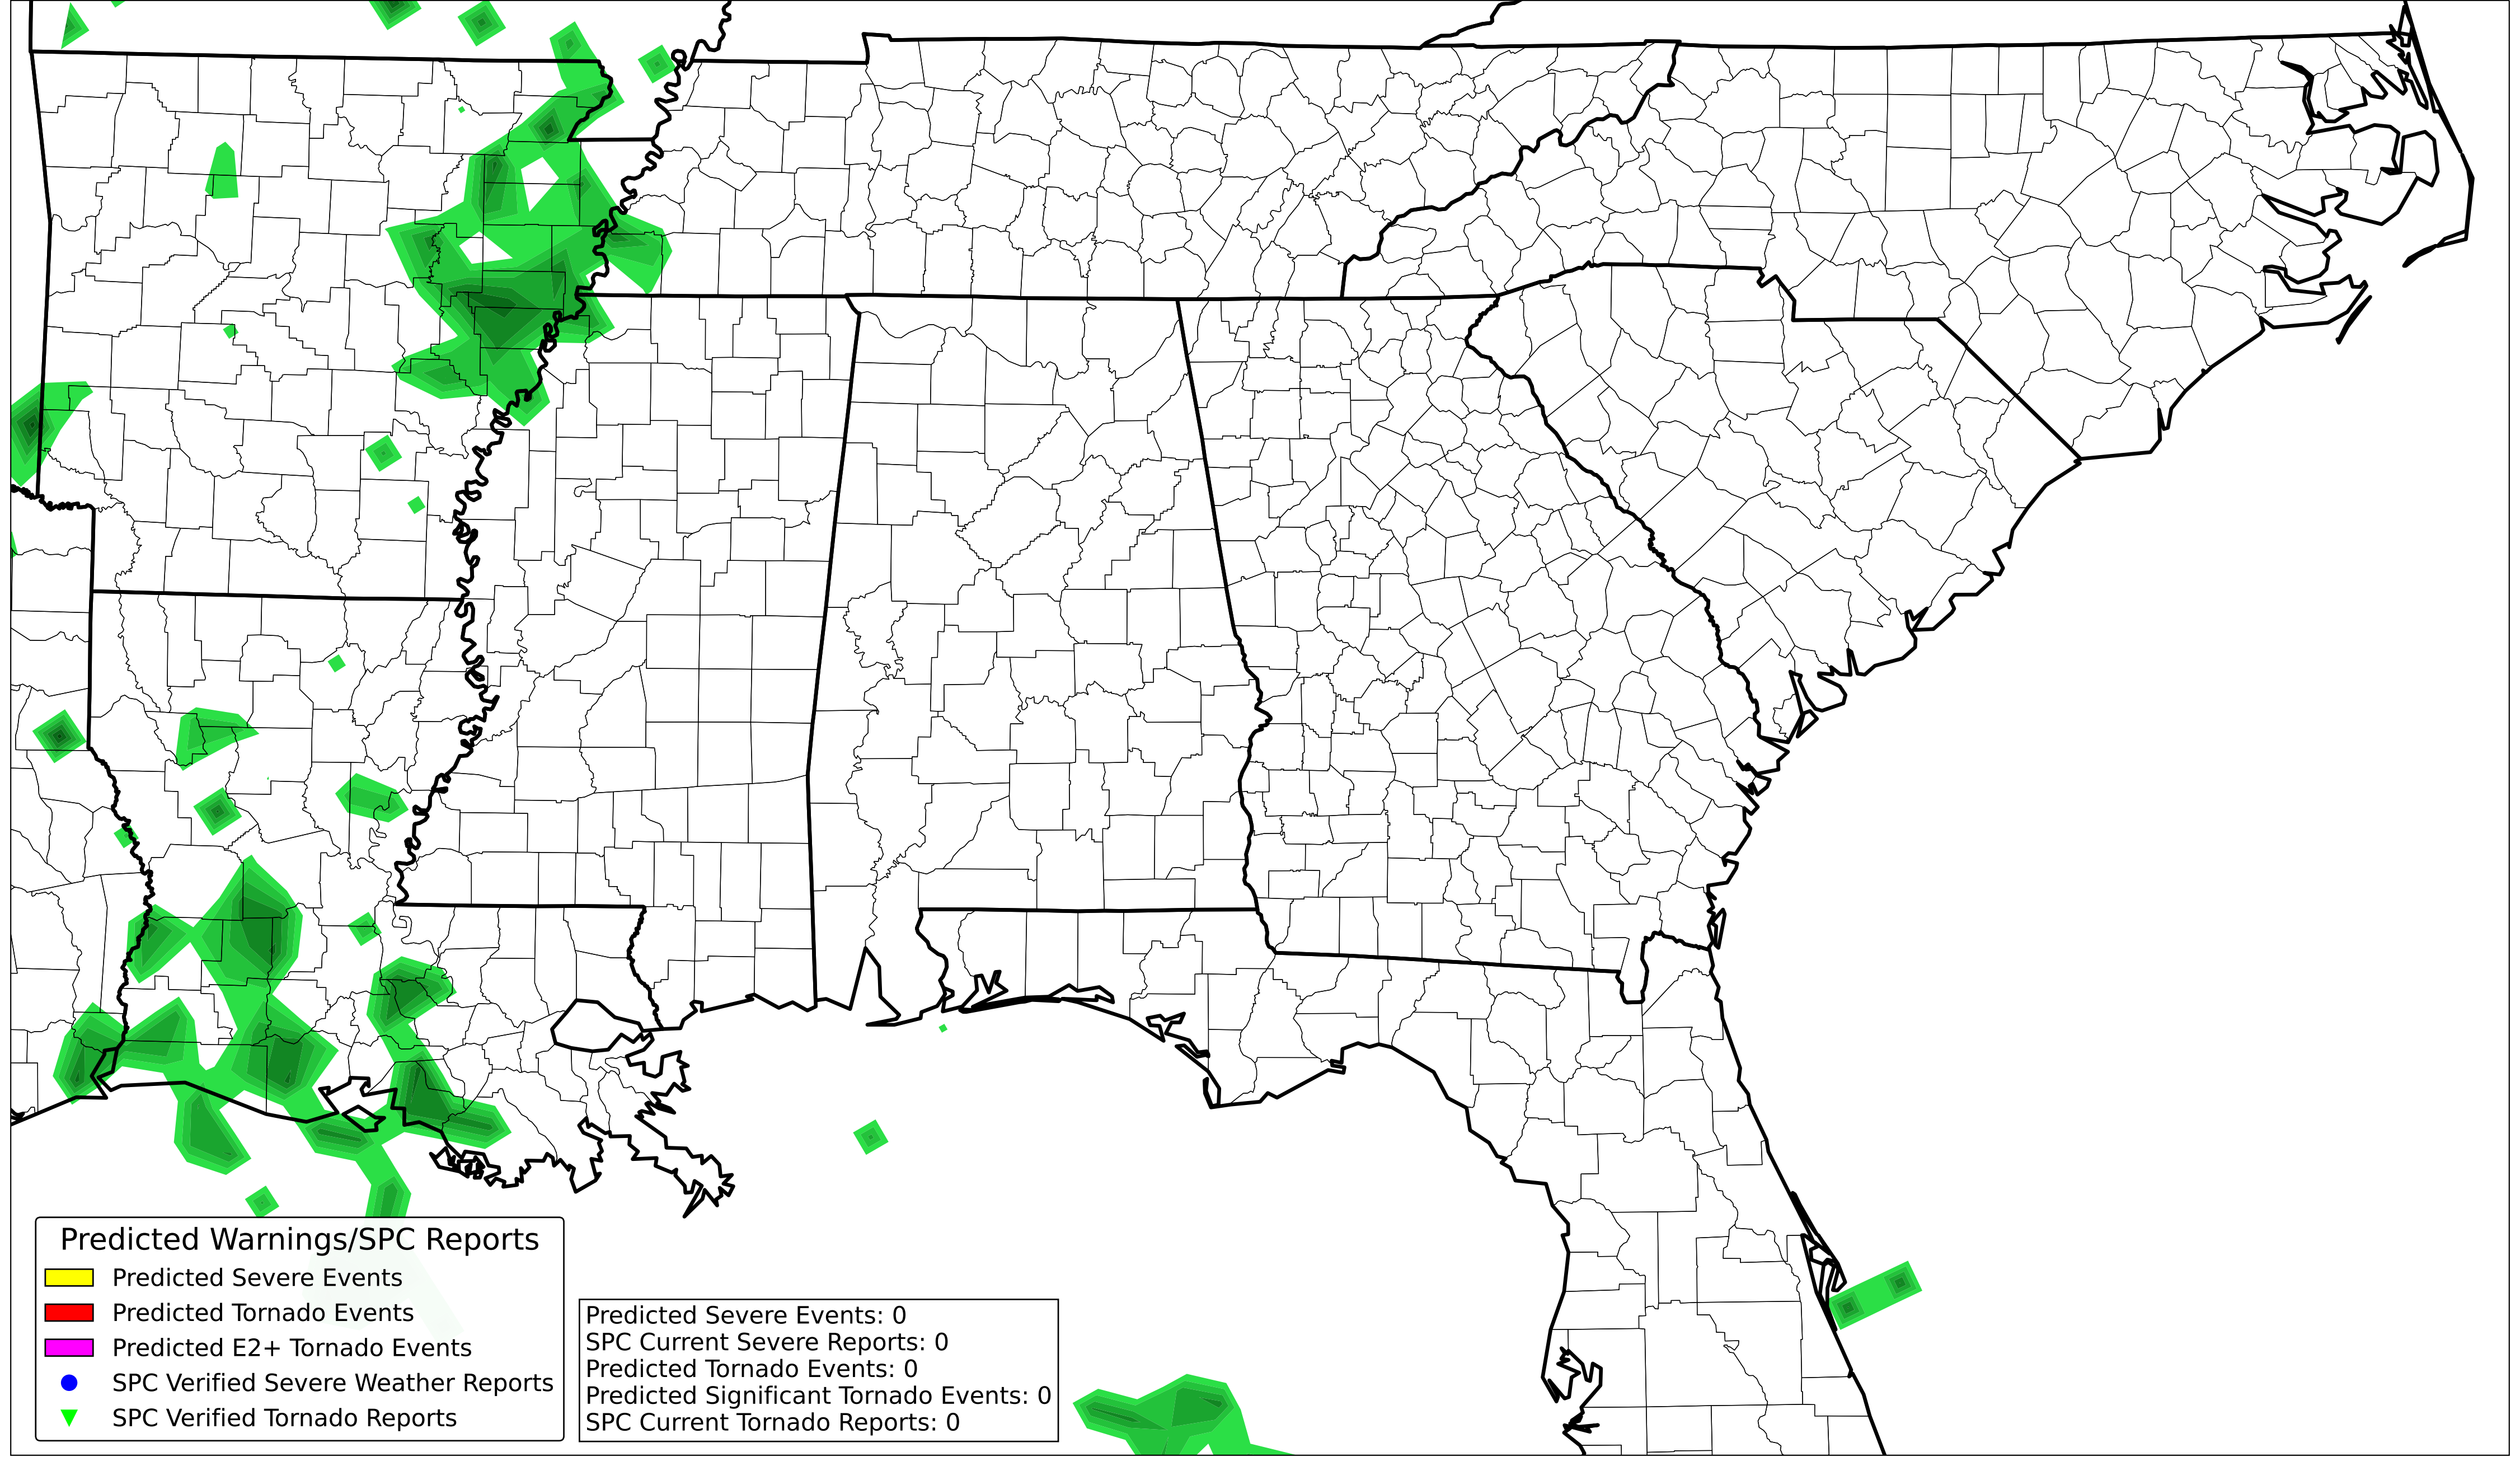 Predicted Warnings/SPC Reports
Predicted Severe Events
Predicted Tornado Events
Predicted E2+ Tornado Events
SPC Verified Severe Weather Reports
SPC Verified Tornado Reports
Predicted Severe Events: 0
SPC Current Severe Reports: 0
Predicted Tornado Events: 0
Predicted Significant Tornado Events: 0
SPC Current Tornado Reports: 0